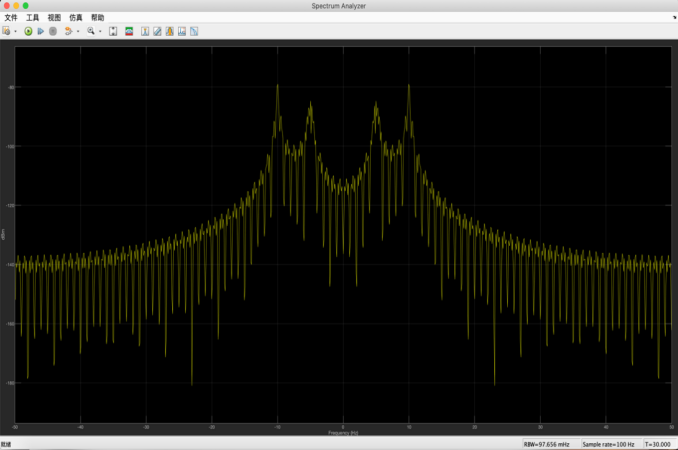 Spectrum Analyzer
文件 工具 视图 仿真 帮助
-80
-100
-120
-140
-160
-180
dBm
-50 -40 -30 -20 -10 0 10 20 30 40 50
Frequency (Hz)
就绪 RBW=97.656 mHz Sample rate=100 Hz T=30.000